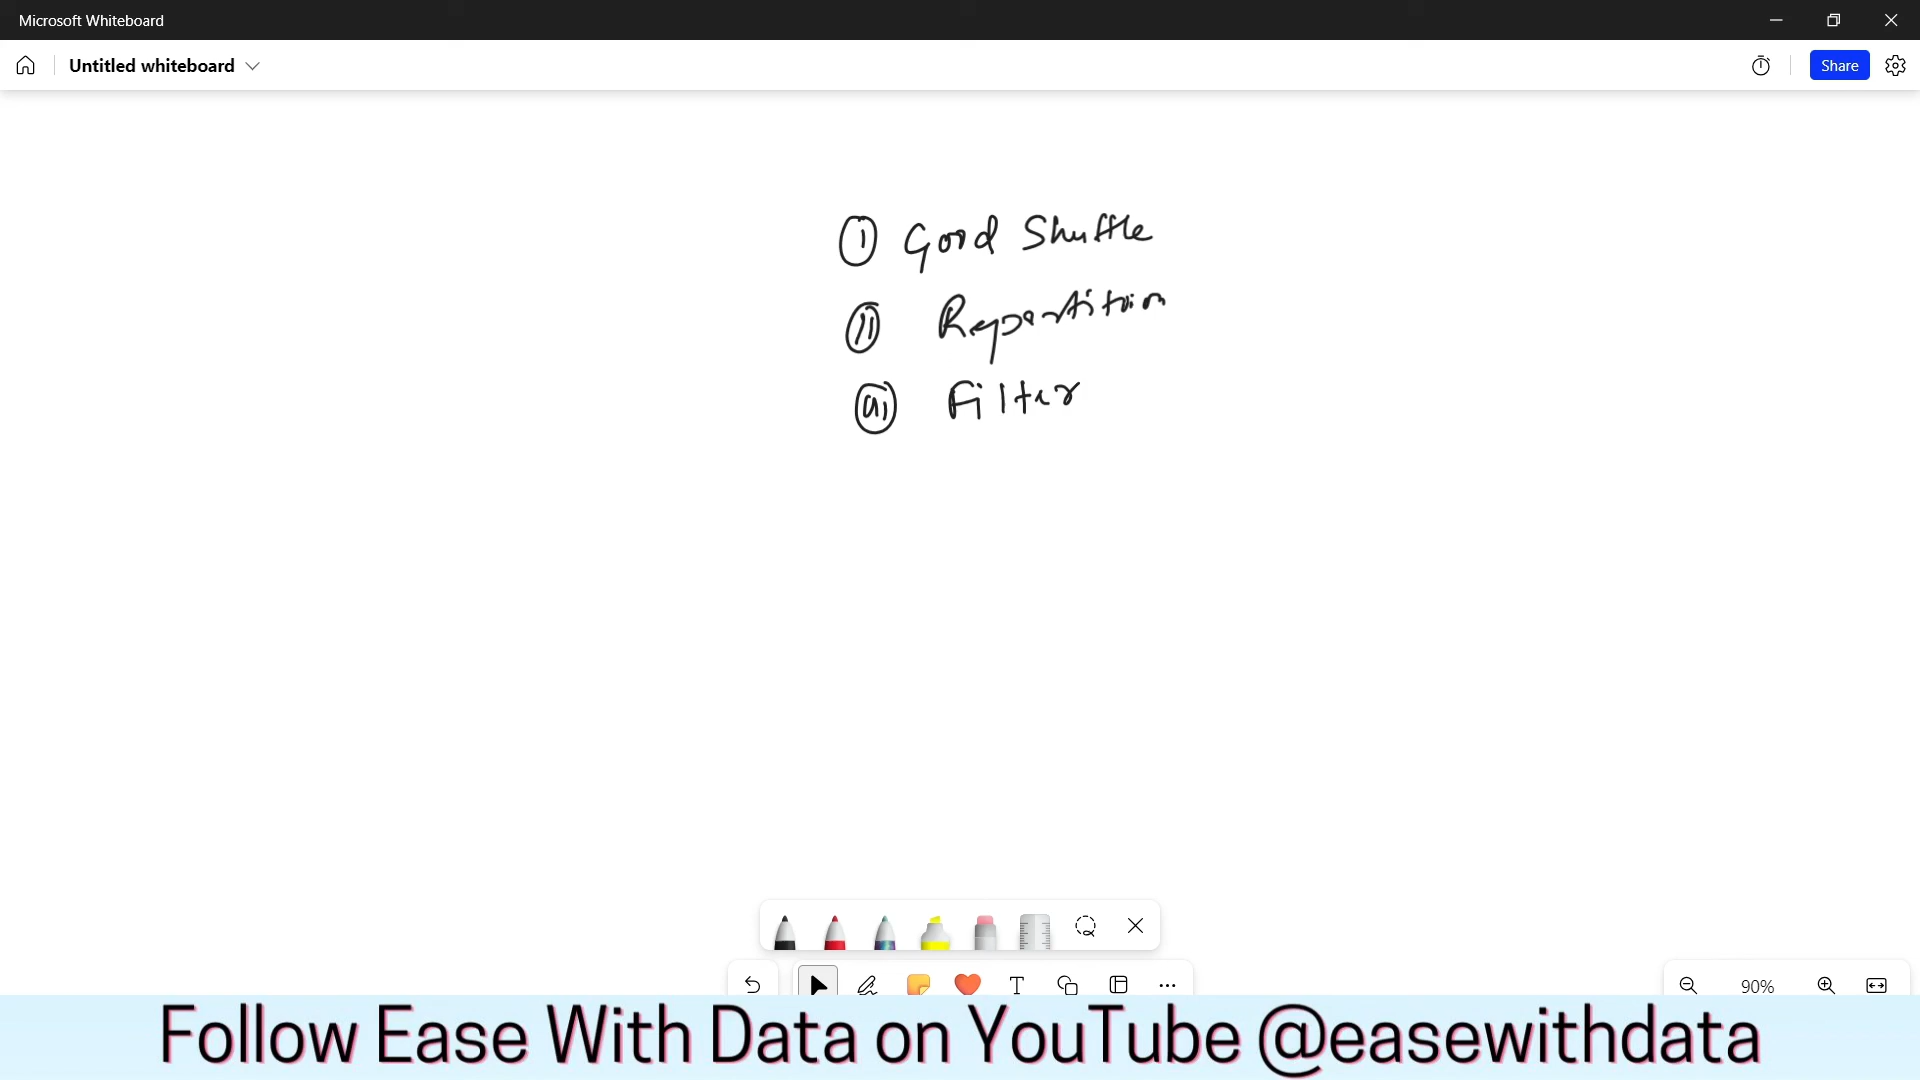 Microsoft Whiteboard
Untitled whiteboard
Share
(i) Good Shuffle
(ii) Repartition
(iii) Filter
90%
Follow Ease With Data on YouTube @easewithdata